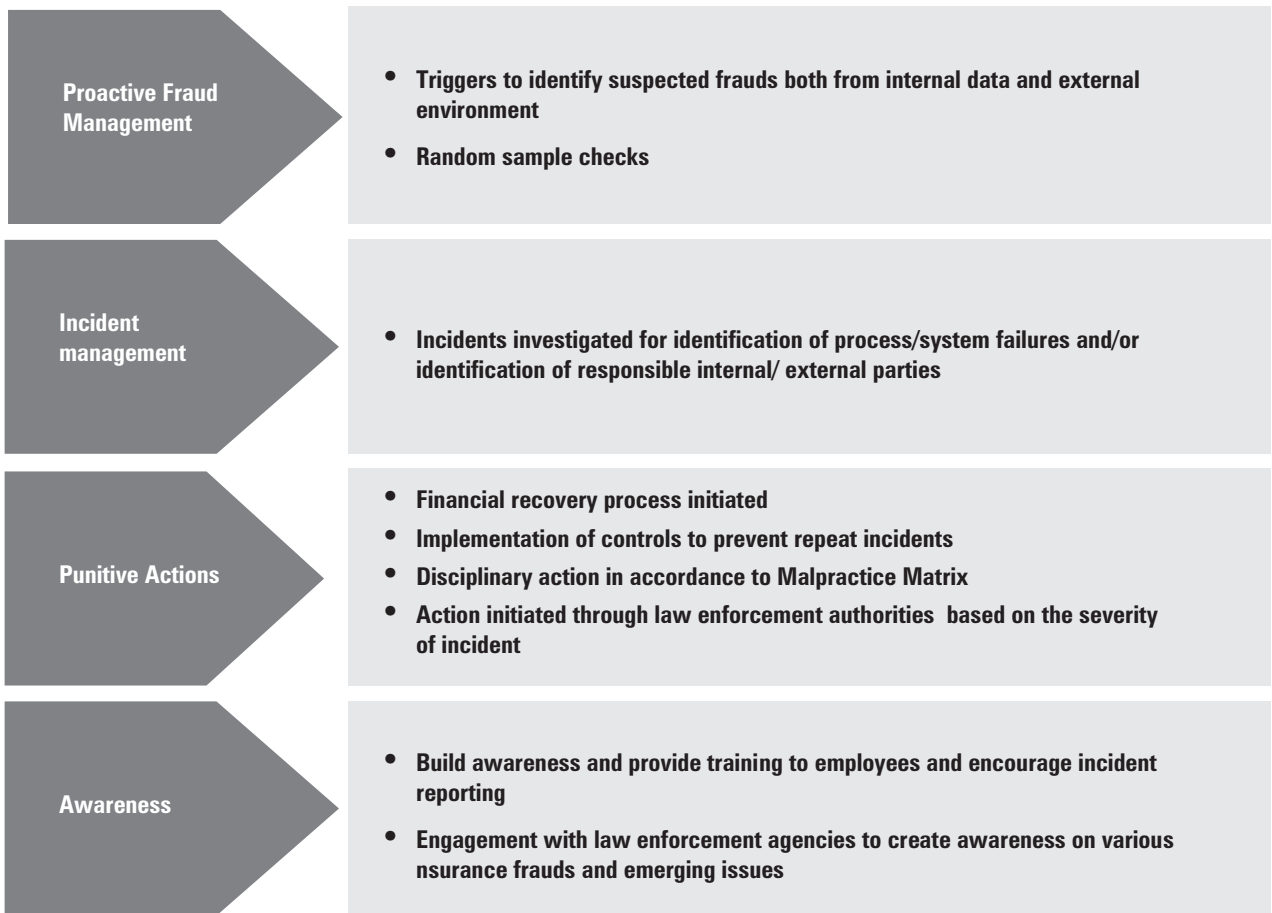 Proactive Fraud
Management
• Triggers to identify suspected frauds both from internal data and external
environment
• Random sample checks
Incident
management
• Incidents investigated for identification of process/system failures and/or
identification of responsible internal/ external parties
Punitive Actions
• Financial recovery process initiated
• Implementation of controls to prevent repeat incidents
• Disciplinary action in accordance to Malpractice Matrix
• Action initiated through law enforcement authorities  based on the severity
of incident
Awareness
• Build awareness and provide training to employees and encourage incident
reporting
• Engagement with law enforcement agencies to create awareness on various
nsurance frauds and emerging issues